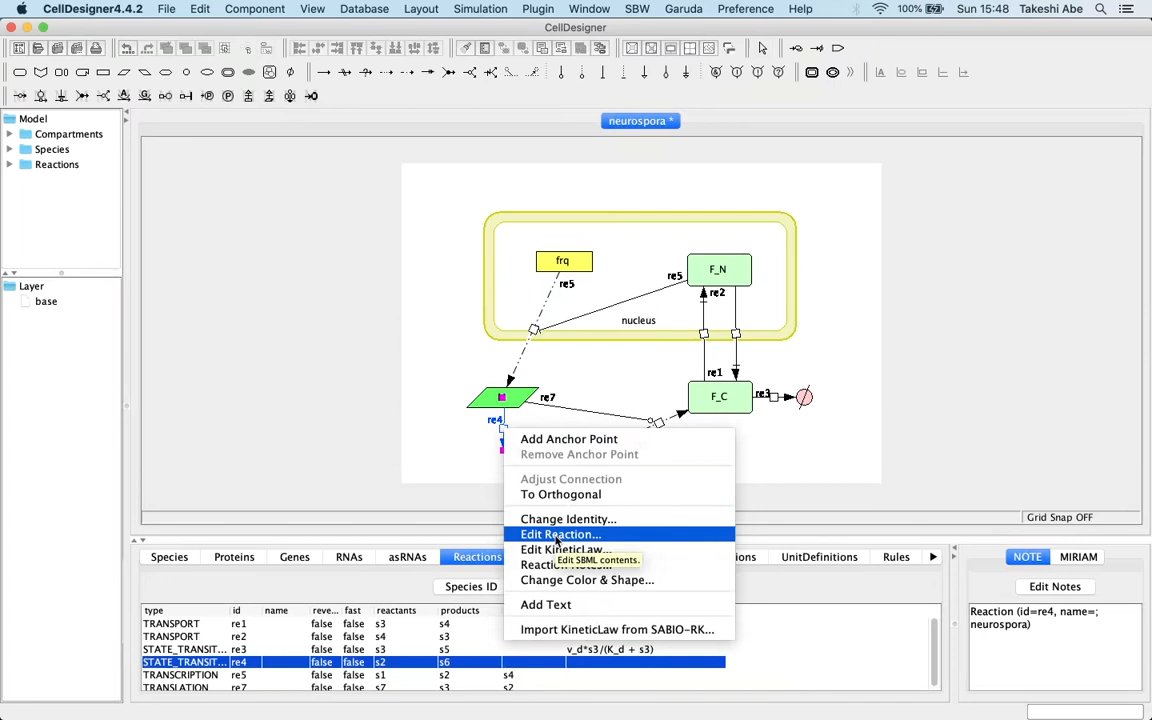 CellDesigner4.4.2 File Edit Component View Database Layout Simulation Plugin Window SBW Garuda Preference Help 100% Sun 15:48 Takeshi Abe
CellDesigner
neurospora *
Model
Compartments
Species
Reactions
Layer
base
frq
F_N
re5
re5
re2
nucleus
re1
re7
F_C
re3
re4
Add Anchor Point
Remove Anchor Point
Adjust Connection
To Orthogonal
Change Identity...
Edit Reaction...
Edit KineticLaw...
Edit SBML contents.
Change Color & Shape...
Add Text
Import KineticLaw from SABIO-RK...
Grid Snap OFF
Species Proteins Genes RNAs asRNAs Reactions UnitDefinitions Rules
Species ID
type id name reve... fast reactants products
TRANSPORT re1 false false s3 s4
TRANSPORT re2 false false s4 s3
STATE_TRANSIT... re3 false false s3 s5 v_d*s3/(K_d + s3)
STATE_TRANSIT... re4 false false s2 s6
TRANSCRIPTION re5 false false s1 s2 s4
TRANSLATION re7 false false s7 s3 s2
NOTE MIRIAM
Edit Notes
Reaction (id=re4, name=;
neurospora)